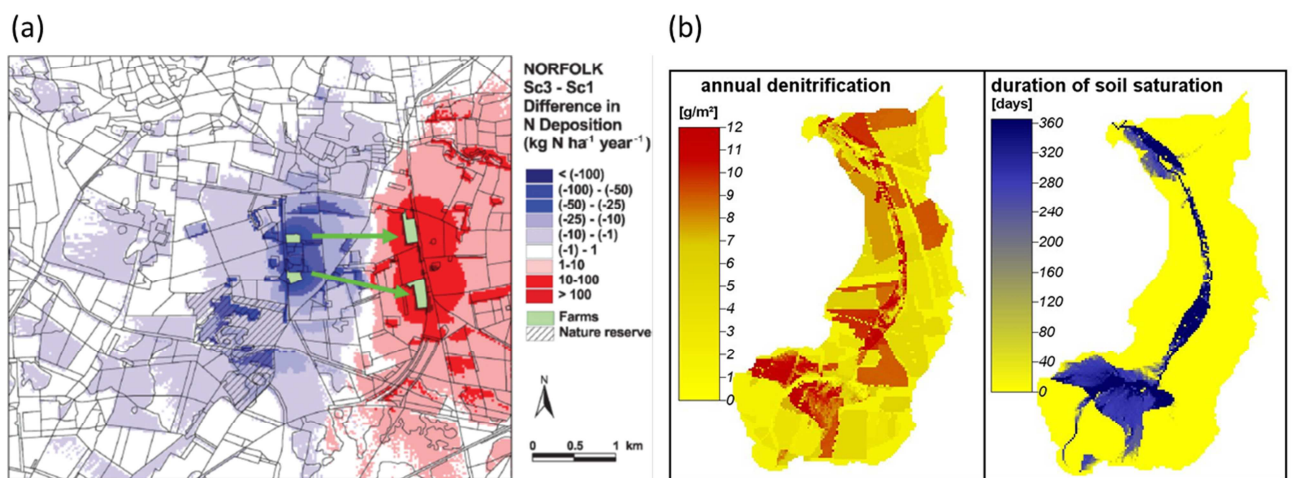 (a)
NORFOLK
Sc3 - Sc1
Difference in
N Deposition
(kg N ha⁻¹ year⁻¹)
< (-100)
(-100) - (-50)
(-50) - (-25)
(-25) - (-10)
(-10) - (-1)
(-1) - 1
1-10
10-100
> 100
Farms
Nature reserve
N
0 0.5 1 km
(b)
annual denitrification
[g/m²]
12
11
10
9
8
7
6
5
4
3
2
1
0
duration of soil saturation
[days]
360
320
280
240
200
160
120
80
40
0